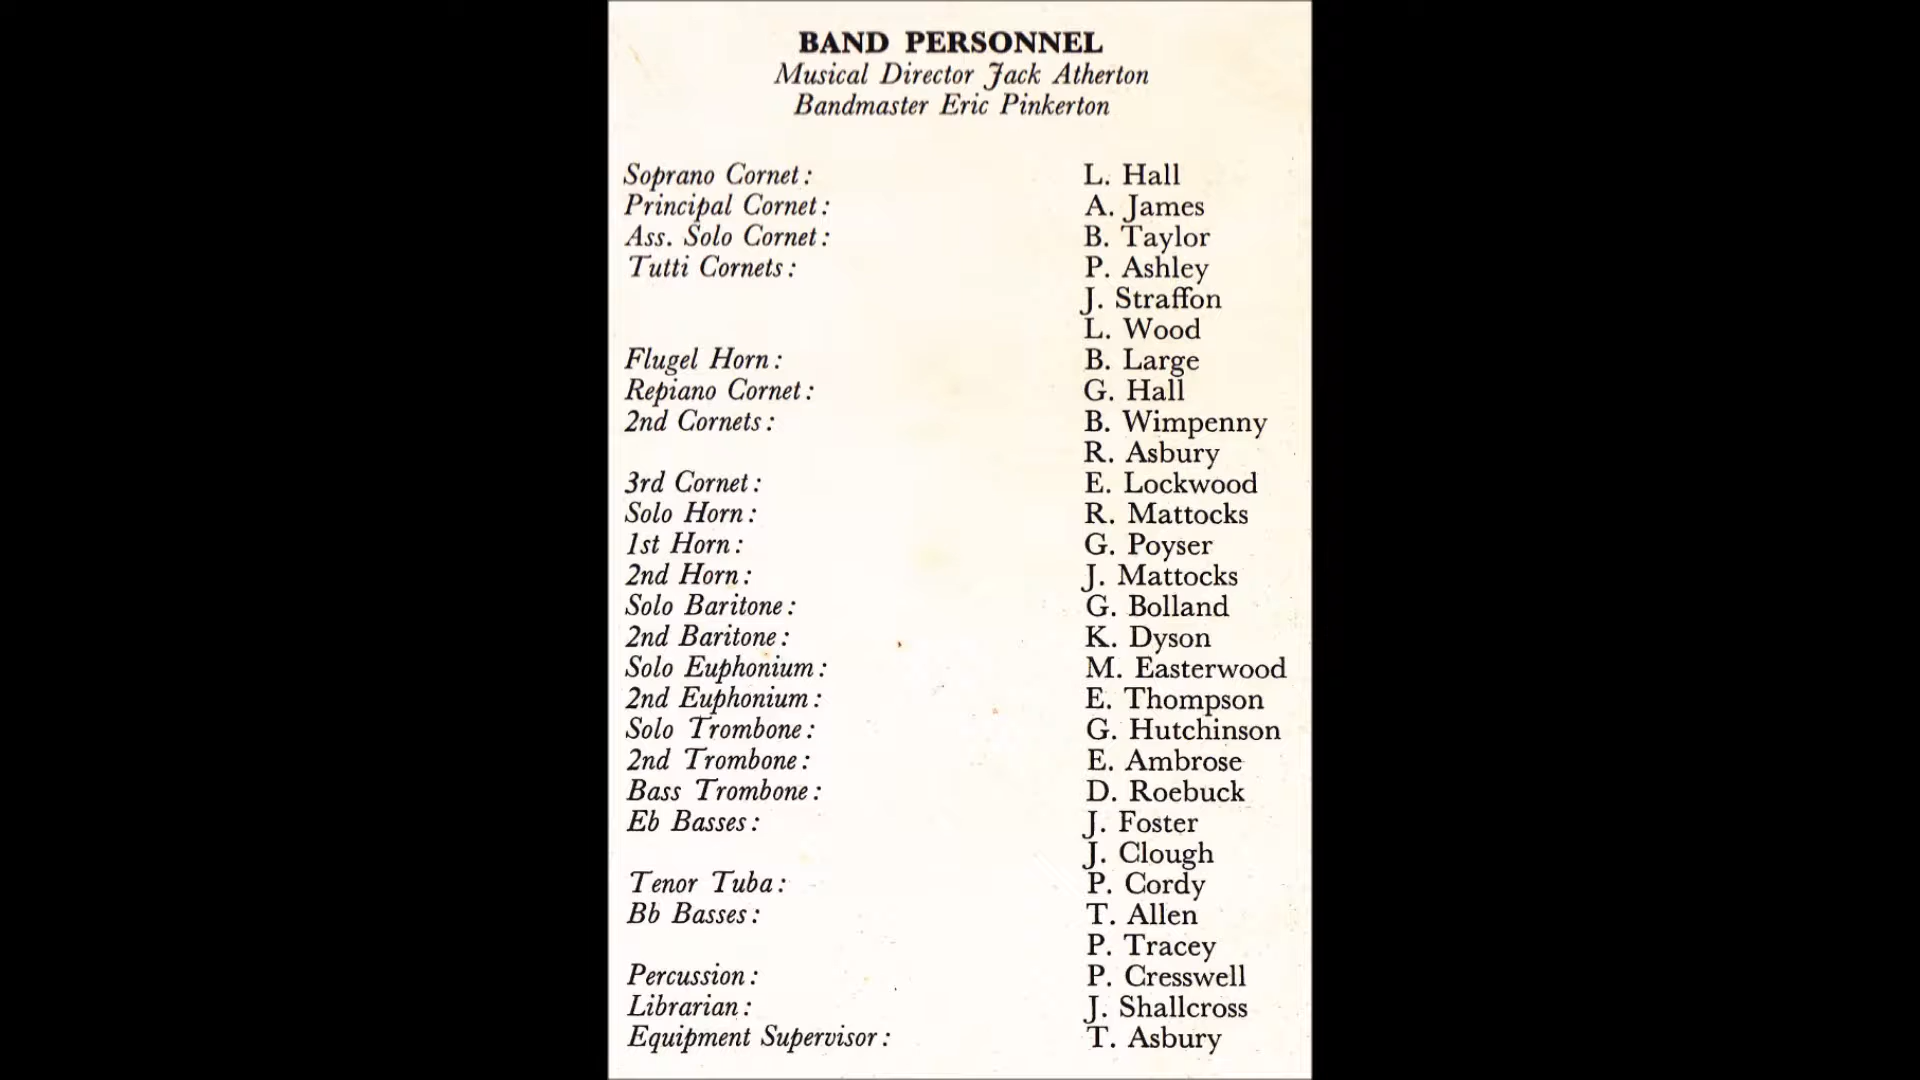 BAND PERSONNEL
Musical Director Jack Atherton
Bandmaster Eric Pinkerton
Soprano Cornet: L. Hall
Principal Cornet: A. James
Ass. Solo Cornet: B. Taylor
Tutti Cornets: P. Ashley
J. Straffon
L. Wood
Flugel Horn: B. Large
Repiano Cornet: G. Hall
2nd Cornets: B. Wimpenny
R. Asbury
3rd Cornet: E. Lockwood
Solo Horn: R. Mattocks
1st Horn: G. Poyser
2nd Horn: J. Mattocks
Solo Baritone: G. Bolland
2nd Baritone: K. Dyson
Solo Euphonium: M. Easterwood
2nd Euphonium: E. Thompson
Solo Trombone: G. Hutchinson
2nd Trombone: E. Ambrose
Bass Trombone: D. Roebuck
Eb Basses: J. Foster
J. Clough
Tenor Tuba: P. Cordy
Bb Basses: T. Allen
P. Tracey
Percussion: P. Cresswell
Librarian: J. Shallcross
Equipment Supervisor: T. Asbury